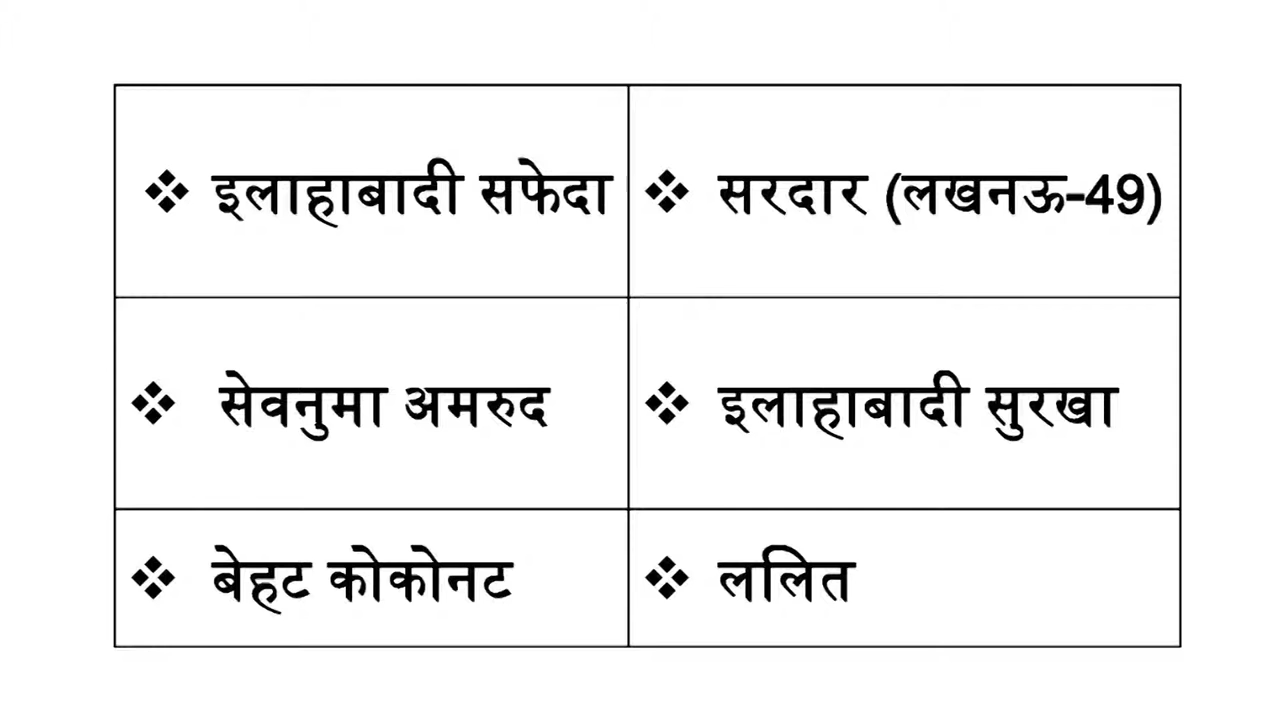 ❖ इलाहाबादी सफेदा
❖ सरदार (लखनऊ-49)
❖ सेवनुमा अमरुद
❖ इलाहाबादी सुरखा
❖ बेहट कोकोनट
❖ ललित